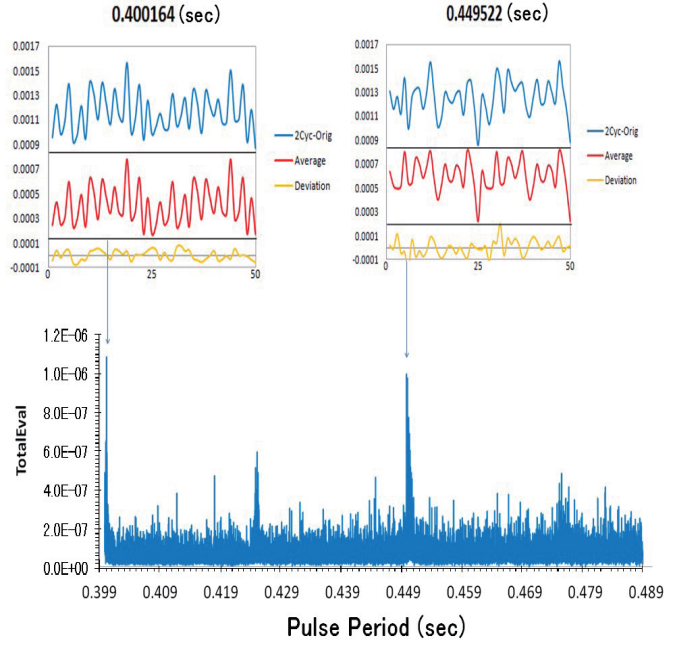 0.400164 (sec)
0.449522 (sec)
0.0017
0.0015
0.0013
0.0011
0.0009
0.0007
0.0005
0.0003
0.0001
-0.0001
0
25
50
2Cyc-Orig
Average
Deviation
0.0017
0.0015
0.0013
0.0011
0.0009
0.0007
0.0005
0.0003
0.0001
-0.0001
0
25
50
2Cyc-Orig
Average
Deviation
TotalEval
1.2E-06
1.0E-06
8.0E-07
6.0E-07
4.0E-07
2.0E-07
0.0E+00
0.399
0.409
0.419
0.429
0.439
0.449
0.459
0.469
0.479
0.489
Pulse Period (sec)